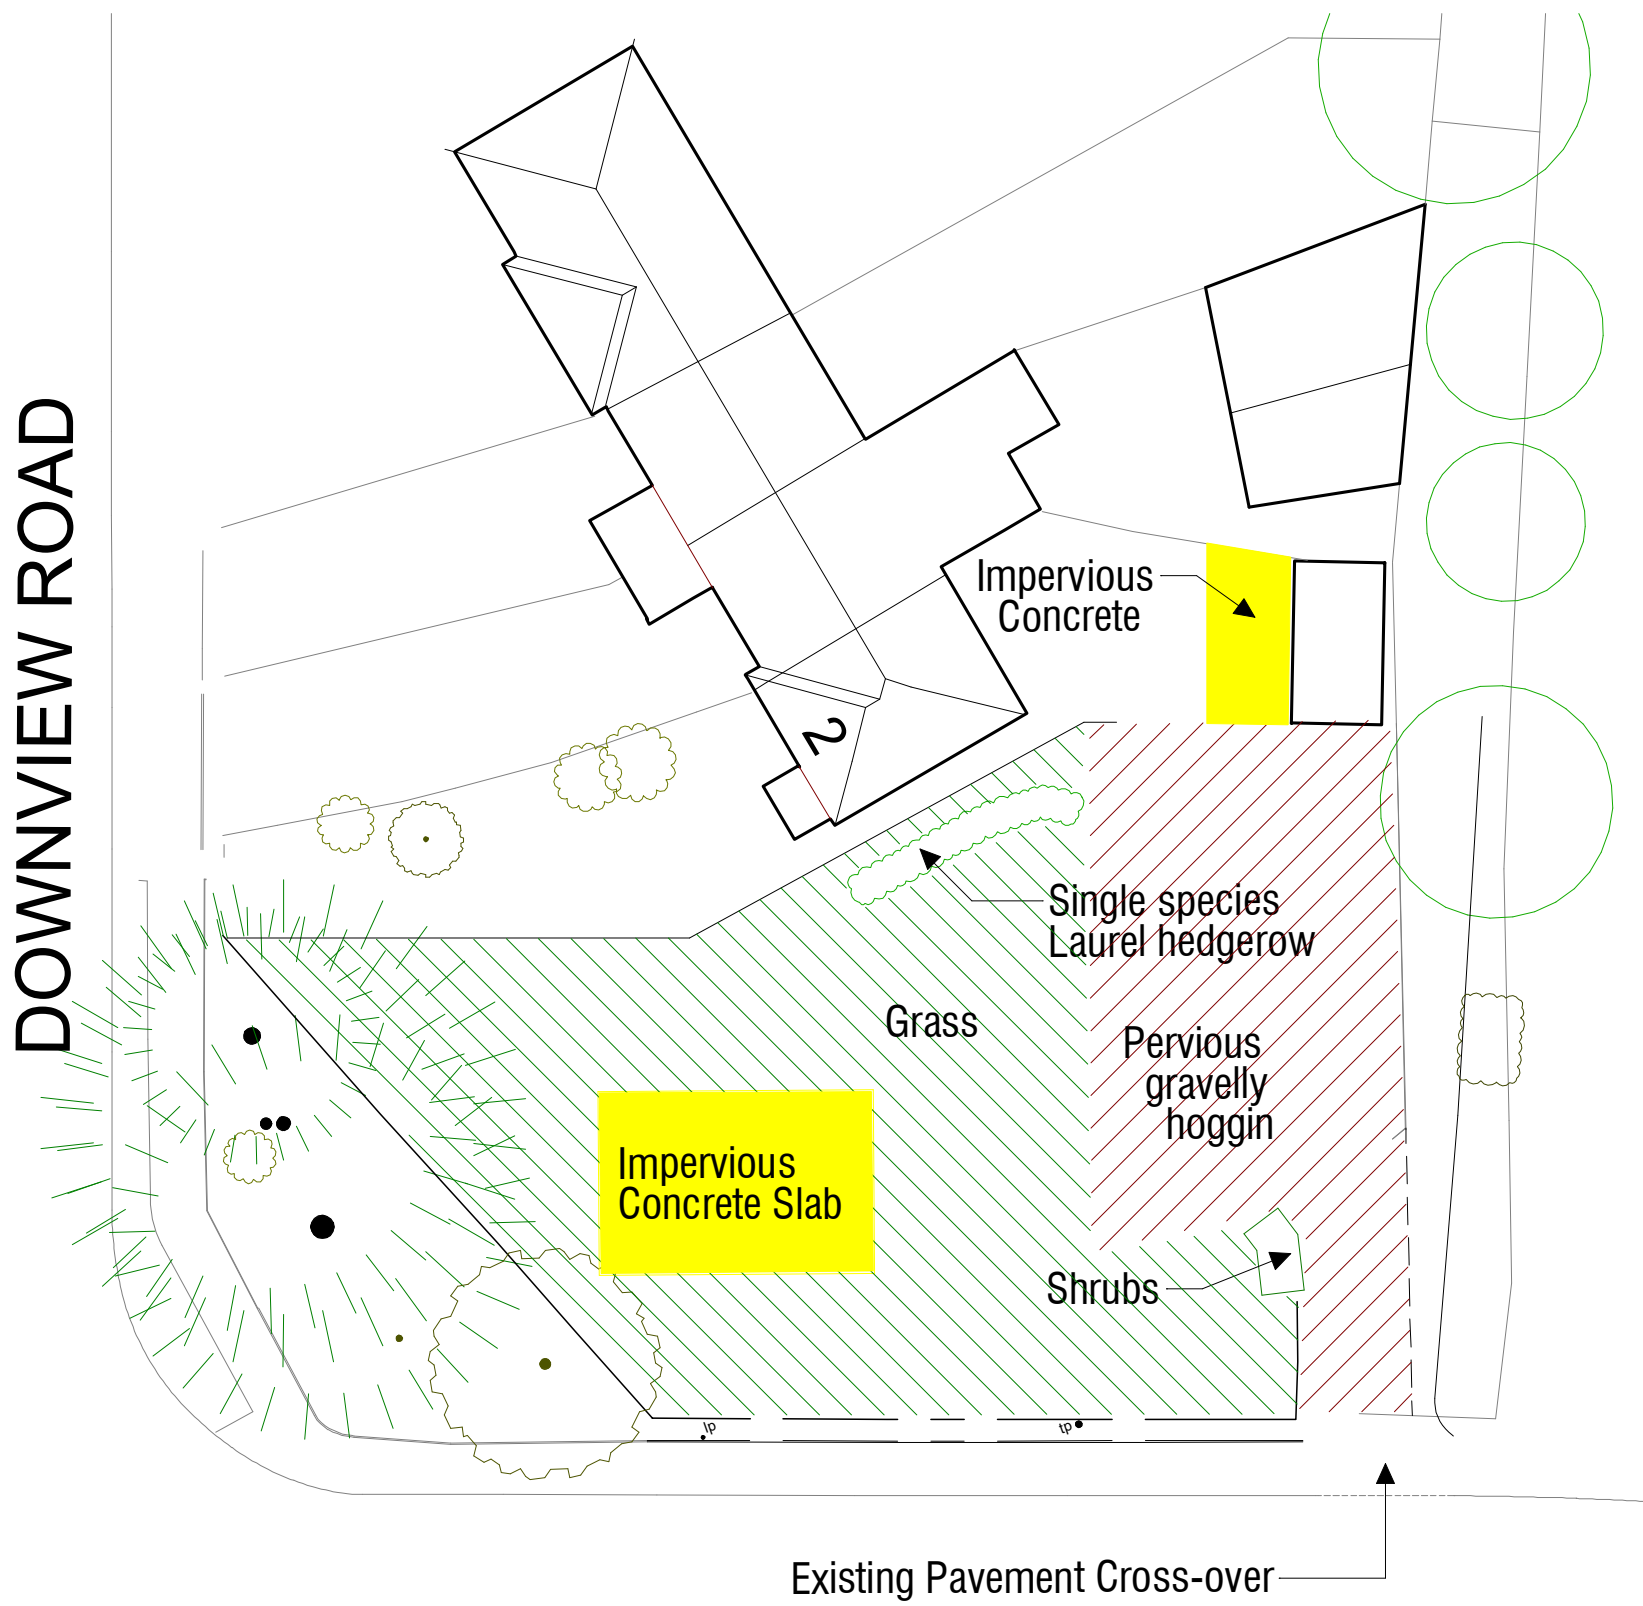 DOWNVIEW ROAD
Impervious
Concrete
2
Single species
Laurel hedgerow
Grass
Pervious
gravelly
hoggin
Impervious
Concrete Slab
Shrubs
lp
tp
Existing Pavement Cross-over